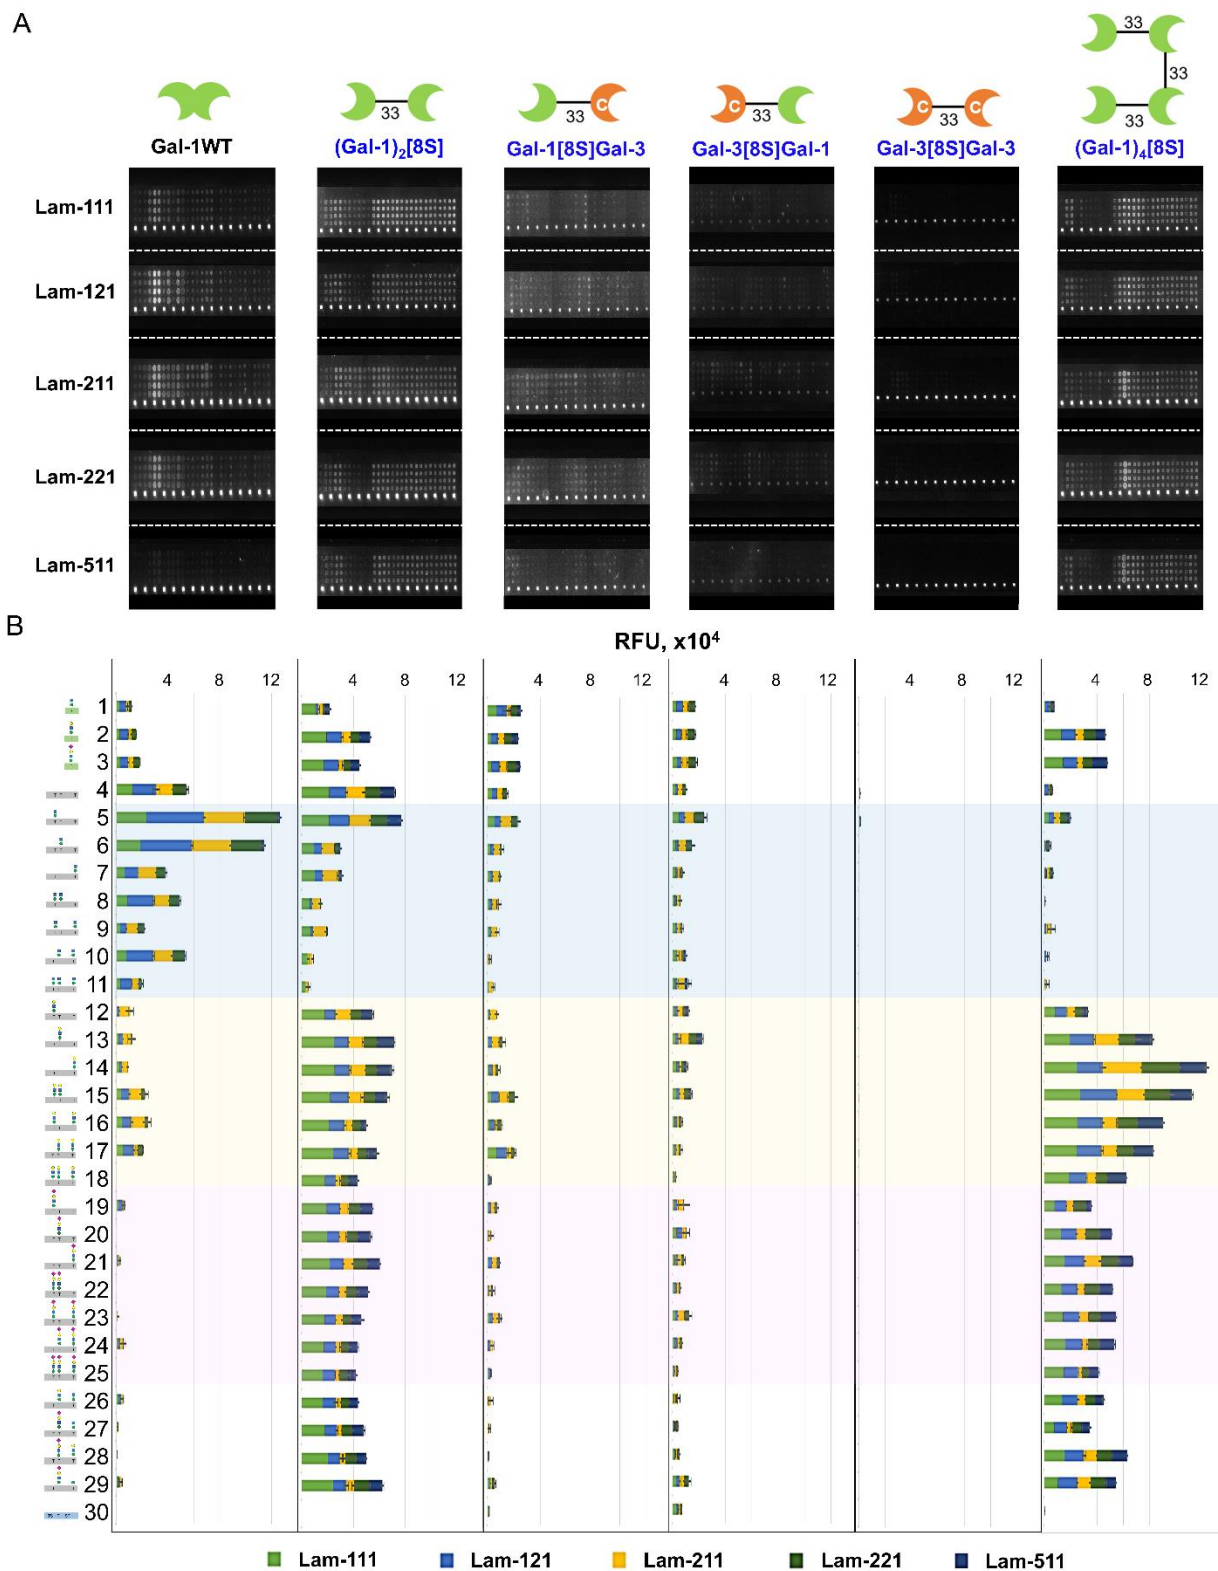 A
33
33
33
33
33
33
33
C
C
C
C
Gal-1WT
(Gal-1)₂[8S]
Gal-1[8S]Gal-3
Gal-3[8S]Gal-1
Gal-3[8S]Gal-3
(Gal-1)₄[8S]
Lam-111
Lam-121
Lam-211
Lam-221
Lam-511
B
RFU, x10⁴
4 8 12 4 8 12 4 8 12 4 8 12 4 8 12 4 8 12
1
2
3
4
5
6
7
8
9
10
11
12
13
14
15
16
17
18
19
20
21
22
23
24
25
26
27
28
29
30
Lam-111 Lam-121 Lam-211 Lam-221 Lam-511